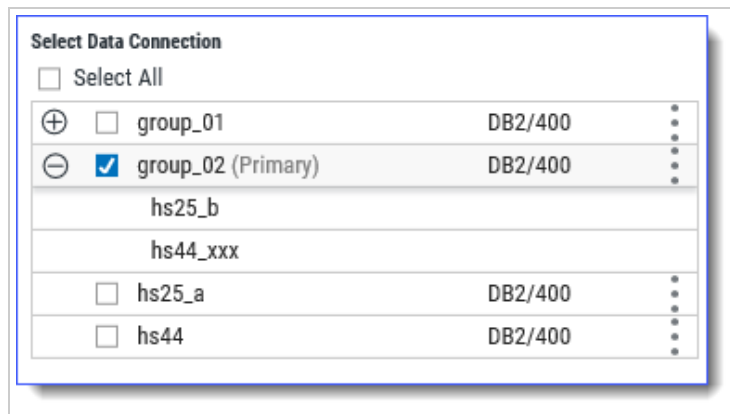 Select Data Connection
Select All
group_01 DB2/400
group_02 (Primary) DB2/400
hs25_b
hs44_xxx
hs25_a DB2/400
hs44 DB2/400